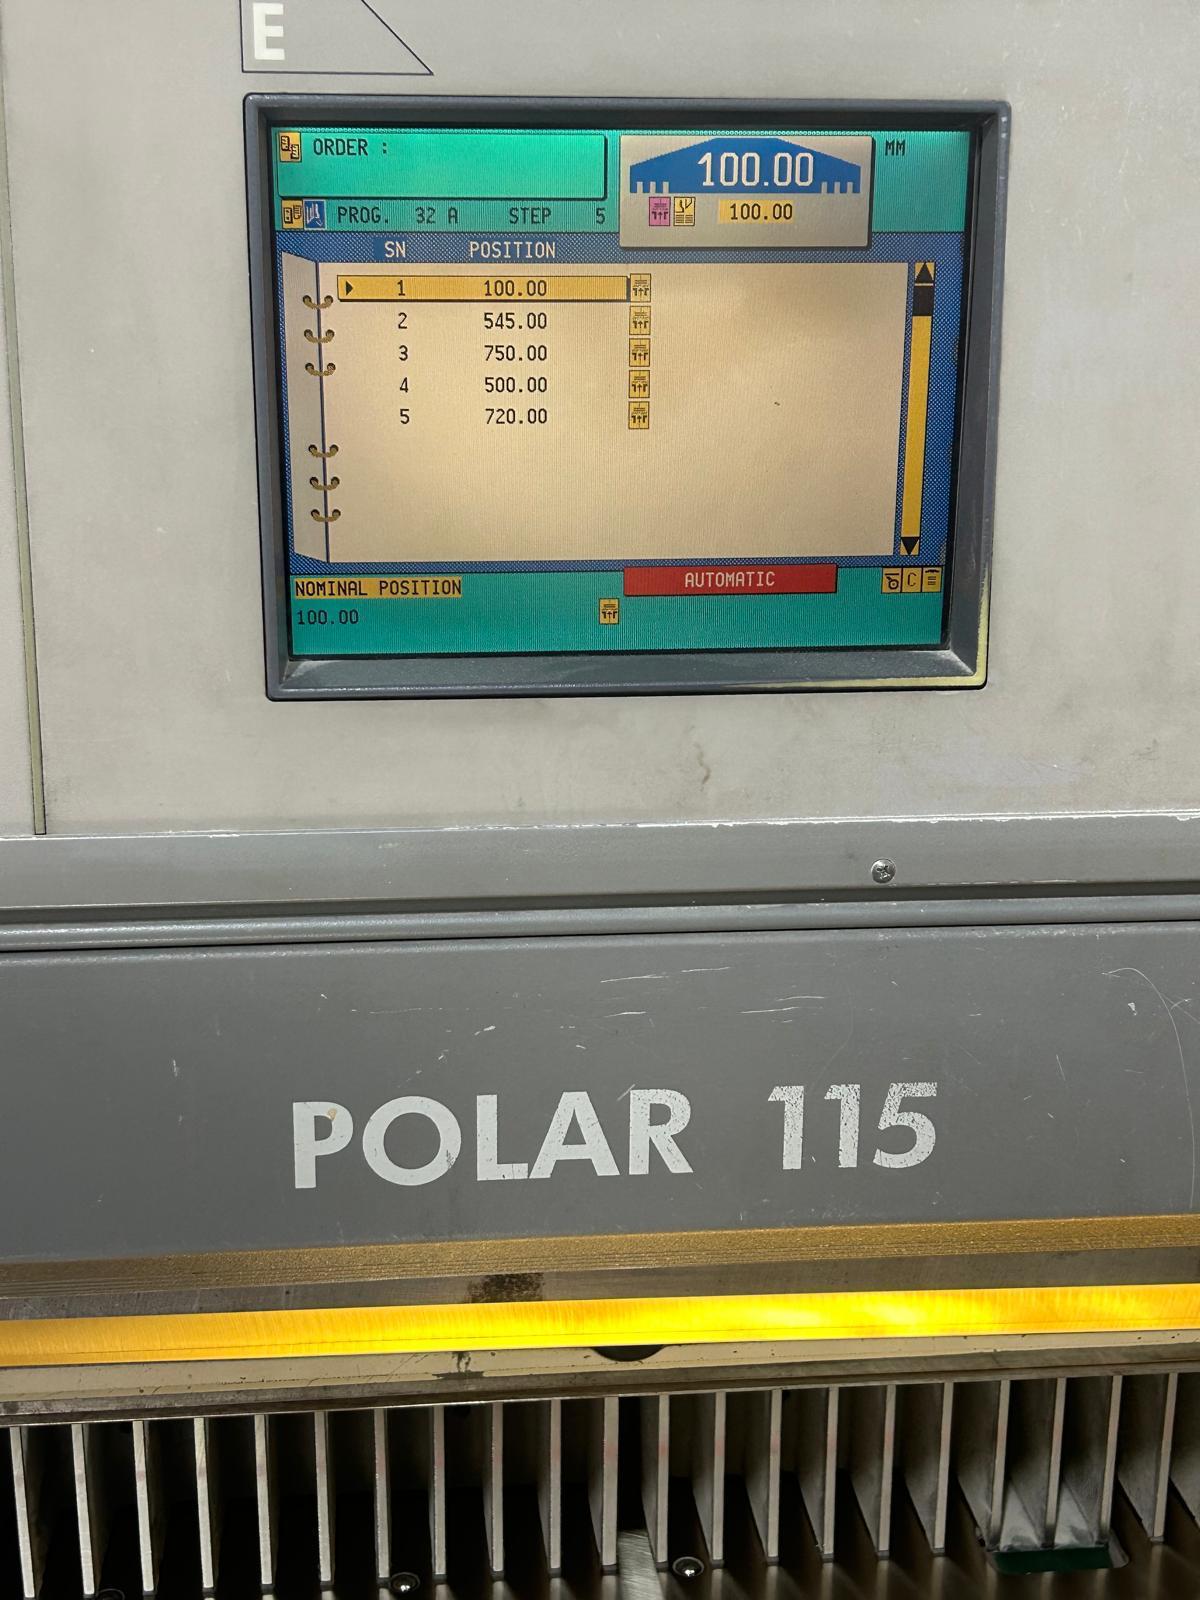 E
ORDER :
100.00
MM
PROG. 32 A STEP 5
100.00
SN POSITION
1 100.00
2 545.00
3 750.00
4 500.00
5 720.00
NOMINAL POSITION
AUTOMATIC
C
100.00
POLAR 115